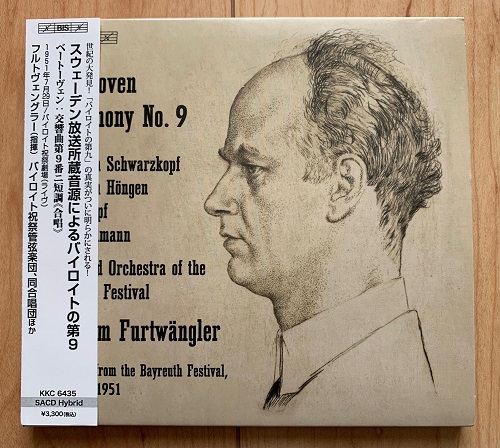 BIS
世紀の大発見!「バイロイトの第九」の真実がついに明らかにされる!
スウェーデン放送所蔵音源によるバイロイトの第9
ベートーヴェン:交響曲第9番ニ短調《合唱》
1951年7月29日/バイロイト祝祭劇場(ライヴ)
フルトヴェングラー(指揮) バイロイト祝祭管弦楽団、同合唱団ほか
KKC 6435
SACD Hybrid
¥3,300(税込)
BIS
oven
hony No. 9
Schwarzkopf
Höngen
pf
mann
d Orchestra of the
Festival
m Furtwängler
from the Bayreuth Festival,
1951